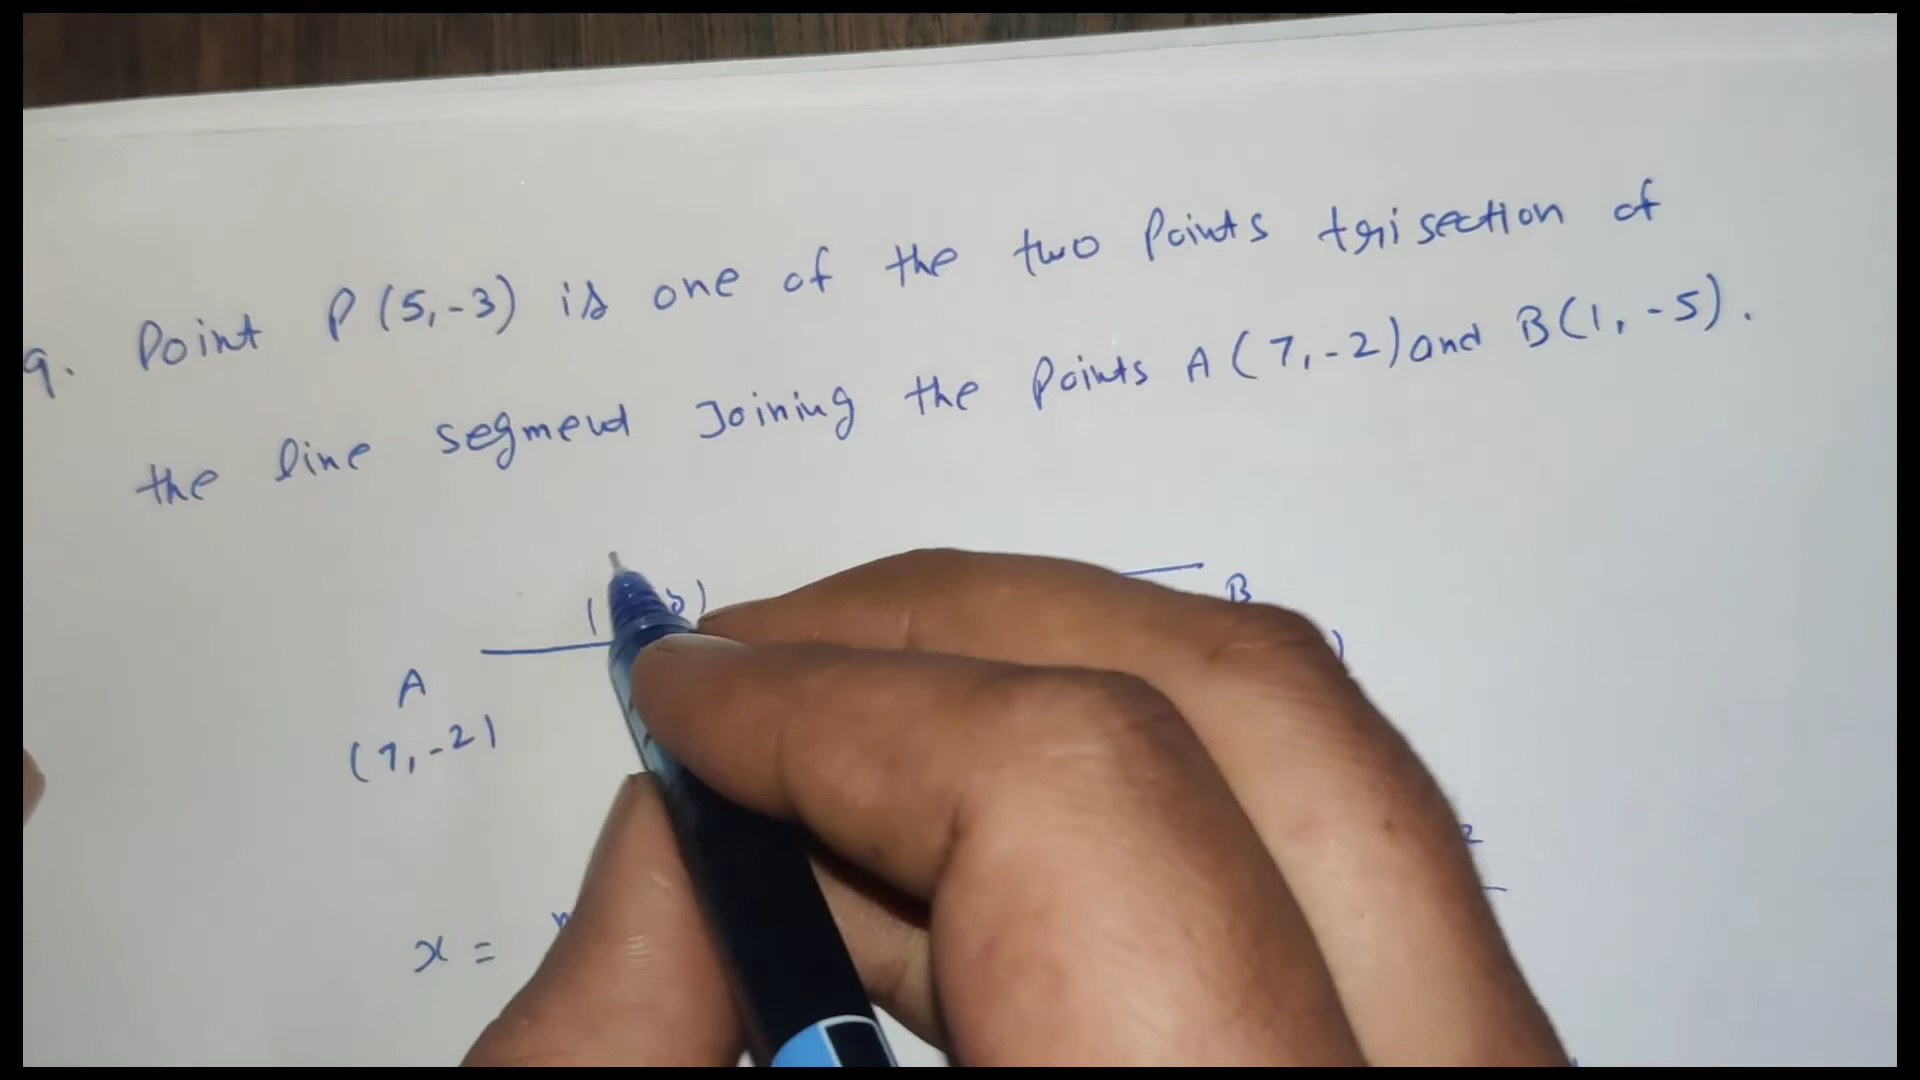 9. Point P(5,-3) is one of the two Points trisection of
the line segment Joining the Points A(7,-2) and B(1,-5).
B
A
(7,-2)
x =